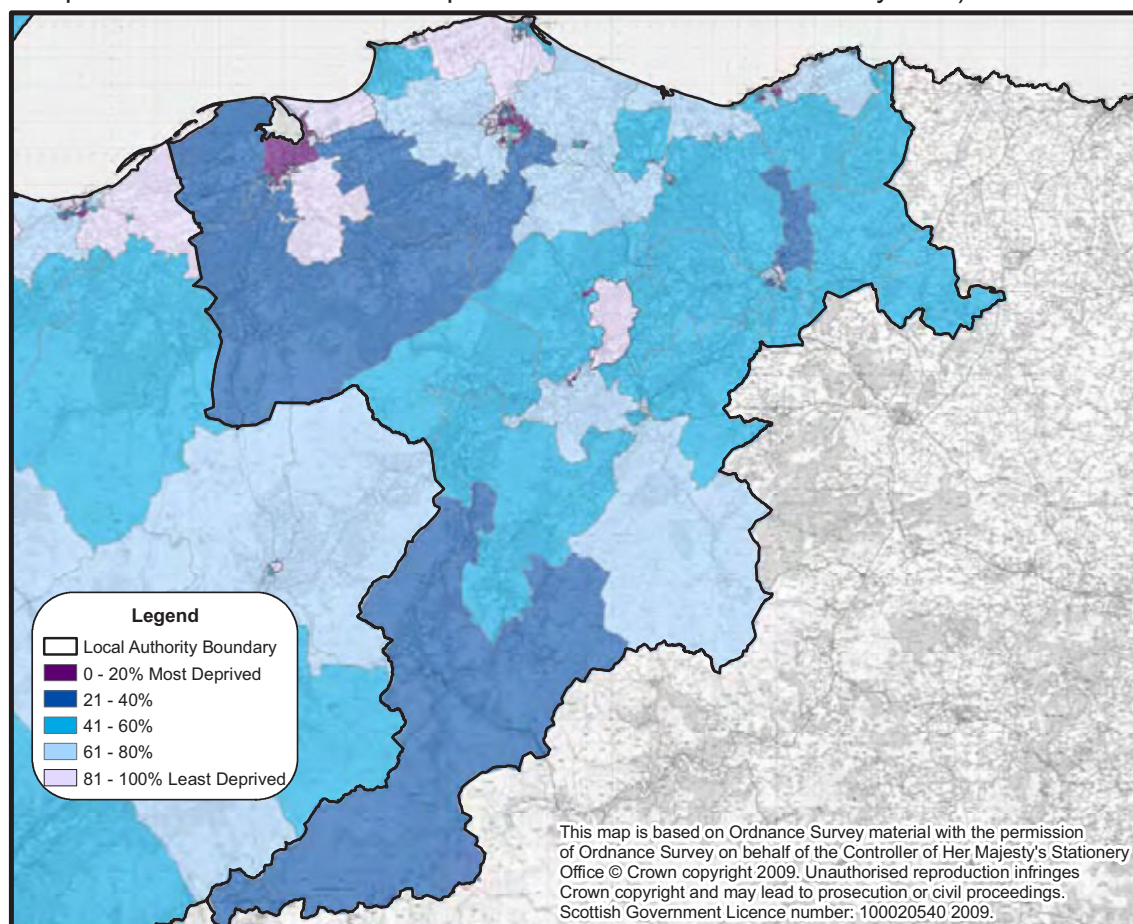 Legend
Local Authority Boundary
0 - 20% Most Deprived
21 - 40%
41 - 60%
61 - 80%
81 - 100% Least Deprived
This map is based on Ordnance Survey material with the permission
of Ordnance Survey on behalf of the Controller of Her Majesty's Stationery
Office © Crown copyright 2009. Unauthorised reproduction infringes
Crown copyright and may lead to prosecution or civil proceedings.
Scottish Government Licence number: 100020540 2009.